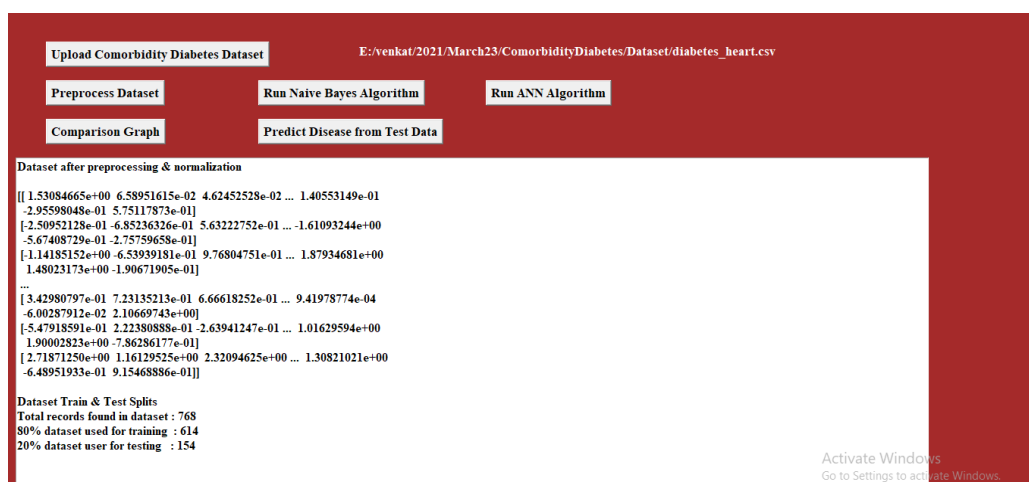 Upload Comorbidity Diabetes Dataset
E:/venkat/2021/March23/ComorbidityDiabetes/Dataset/diabetes_heart.csv
Preprocess Dataset
Run Naive Bayes Algorithm
Run ANN Algorithm
Comparison Graph
Predict Disease from Test Data
Dataset after preprocessing & normalization
[[ 1.53084665e+00 6.58951615e-02 4.62452528e-02 ... 1.40553149e-01
-2.95598048e-01 5.75117873e-01]
[-2.50952128e-01 -6.85236326e-01 5.63222752e-01 ... -1.61093244e+00
-5.67408729e-01 -2.75759658e-01]
[-1.14185152e+00 -6.53939181e-01 9.76804751e-01 ... 1.87934681e+00
1.48023173e+00 -1.90671905e-01]
...
[ 3.42980797e-01 7.23135213e-01 6.66618252e-01 ... 9.41978774e-04
-6.00287912e-02 2.10669743e+00]
[-5.47918591e-01 2.22380888e-01 -2.63941247e-01 ... 1.01629594e+00
1.90002823e+00 -7.86286177e-01]
[ 2.71871250e+00 1.16129525e+00 2.32094625e+00 ... 1.30821021e+00
-6.48951933e-01 9.15468886e-01]]
Dataset Train & Test Splits
Total records found in dataset : 768
80% dataset used for training : 614
20% dataset user for testing : 154
Activate Windows
Go to Settings to activate Windows.